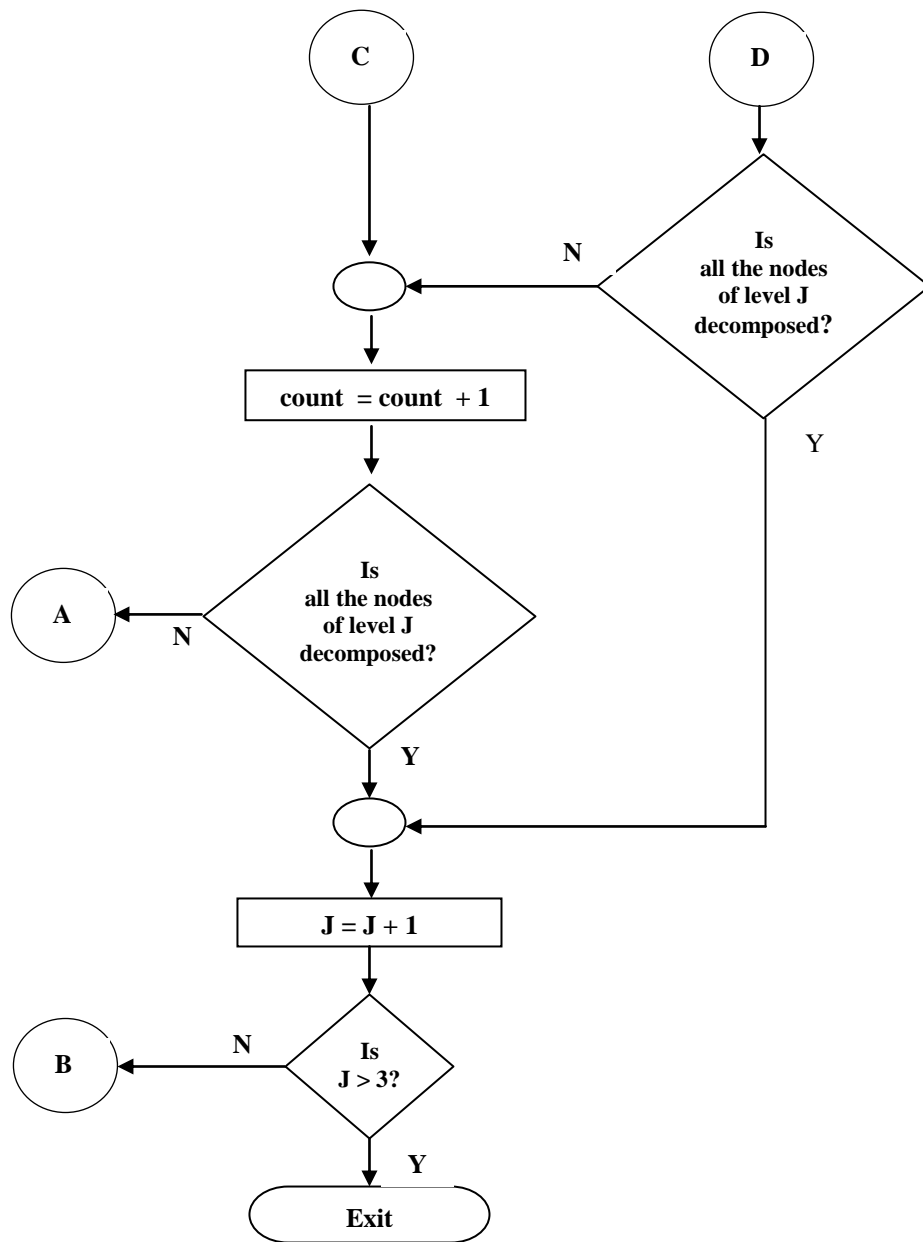 C
D
Is
all the nodes
of level J
decomposed?
N
Y
count = count + 1
Is
all the nodes
of level J
decomposed?
A
N
Y
J = J + 1
B
N
Is
J > 3?
Y
Exit